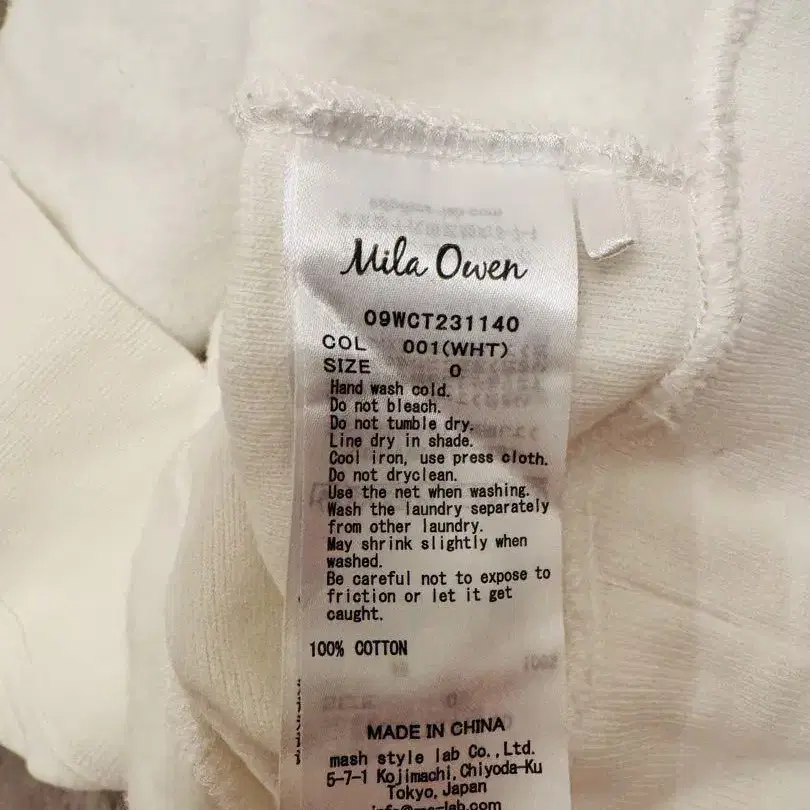 Mila Owen
09WCT231140
COL 001(WHT)
SIZE 0
Hand wash cold.
Do not bleach.
Do not tumble dry.
Line dry in shade.
Cool iron, use press cloth.
Do not dryclean.
Use the net when washing.
Wash the laundry separately
from other laundry.
May shrink slightly when
washed.
Be careful not to expose to
friction or let it get
caught.
100% COTTON
MADE IN CHINA
mash style lab Co.,Ltd.
5-7-1 Kojimachi,Chiyoda-Ku
Tokyo,Japan